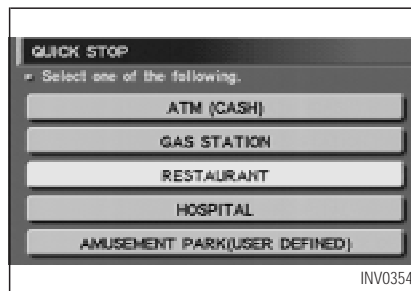 QUICK STOP
Select one of the following.
ATM (CASH)
GAS STATION
RESTAURANT
HOSPITAL
AMUSEMENT PARK(USER DEFINED)
INV0354